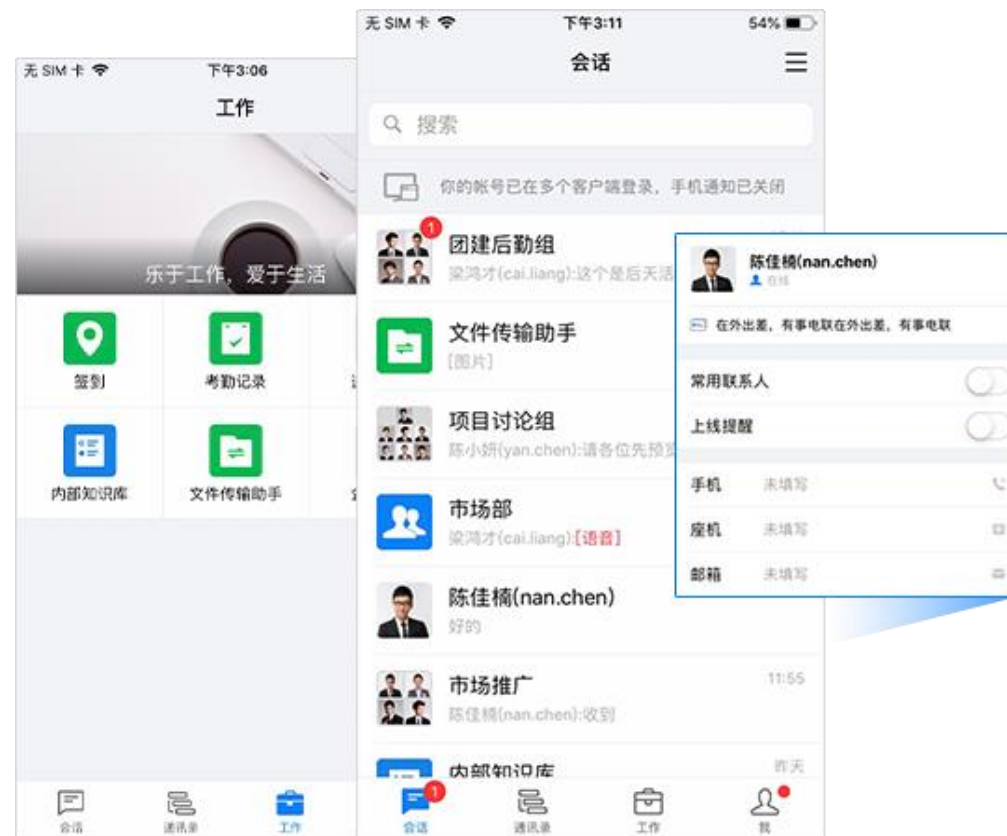 无 SIM 卡
下午3:06
工作
乐于工作，爱于生活
签到
考勤记录
内部知识库
文件传输助手
会话
通讯录
工作
无 SIM 卡
下午3:11
54%
会话
搜索
你的帐号已在多个客户端登录，手机通知已关闭
1
团建后勤组
梁鸿才(cai.liang):这个是后天活
文件传输助手
[图片]
项目讨论组
陈小妍(yan.chen):请各位先预览
市场部
梁鸿才(cai.liang):[语音]
陈佳楠(nan.chen)
好的
市场推广
11:55
陈佳楠(nan.chen):收到
内部知识库
昨天
1
会话
通讯录
工作
我
陈佳楠(nan.chen)
在线
在外出差，有事电联在外出差，有事电联
常用联系人
上线提醒
手机 未填写
座机 未填写
邮箱 未填写